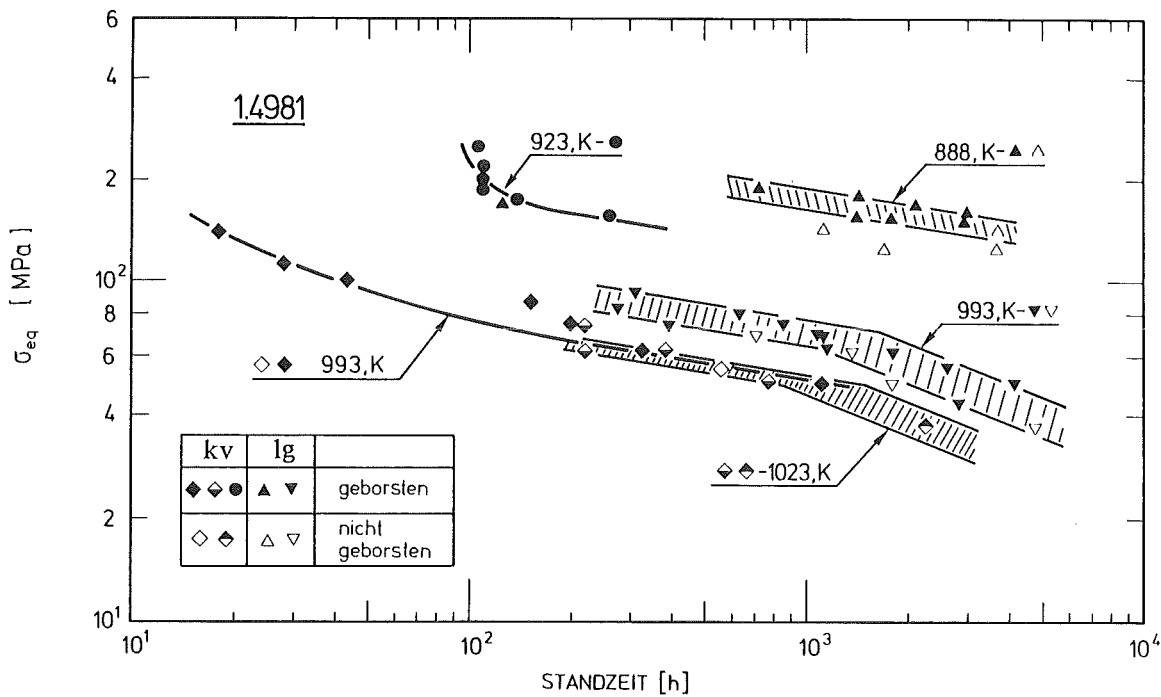 6
4
2
10²
8
6
4
2
10¹
σeq [MPa]
1.4981
923,K-●
888,K-▲ △
993,K-▼▽
◇◆ 993,K
-1023,K
kv lg
geborsten
nicht
geborsten
10¹ 10² 10³ 10⁴
STANDZEIT [h]